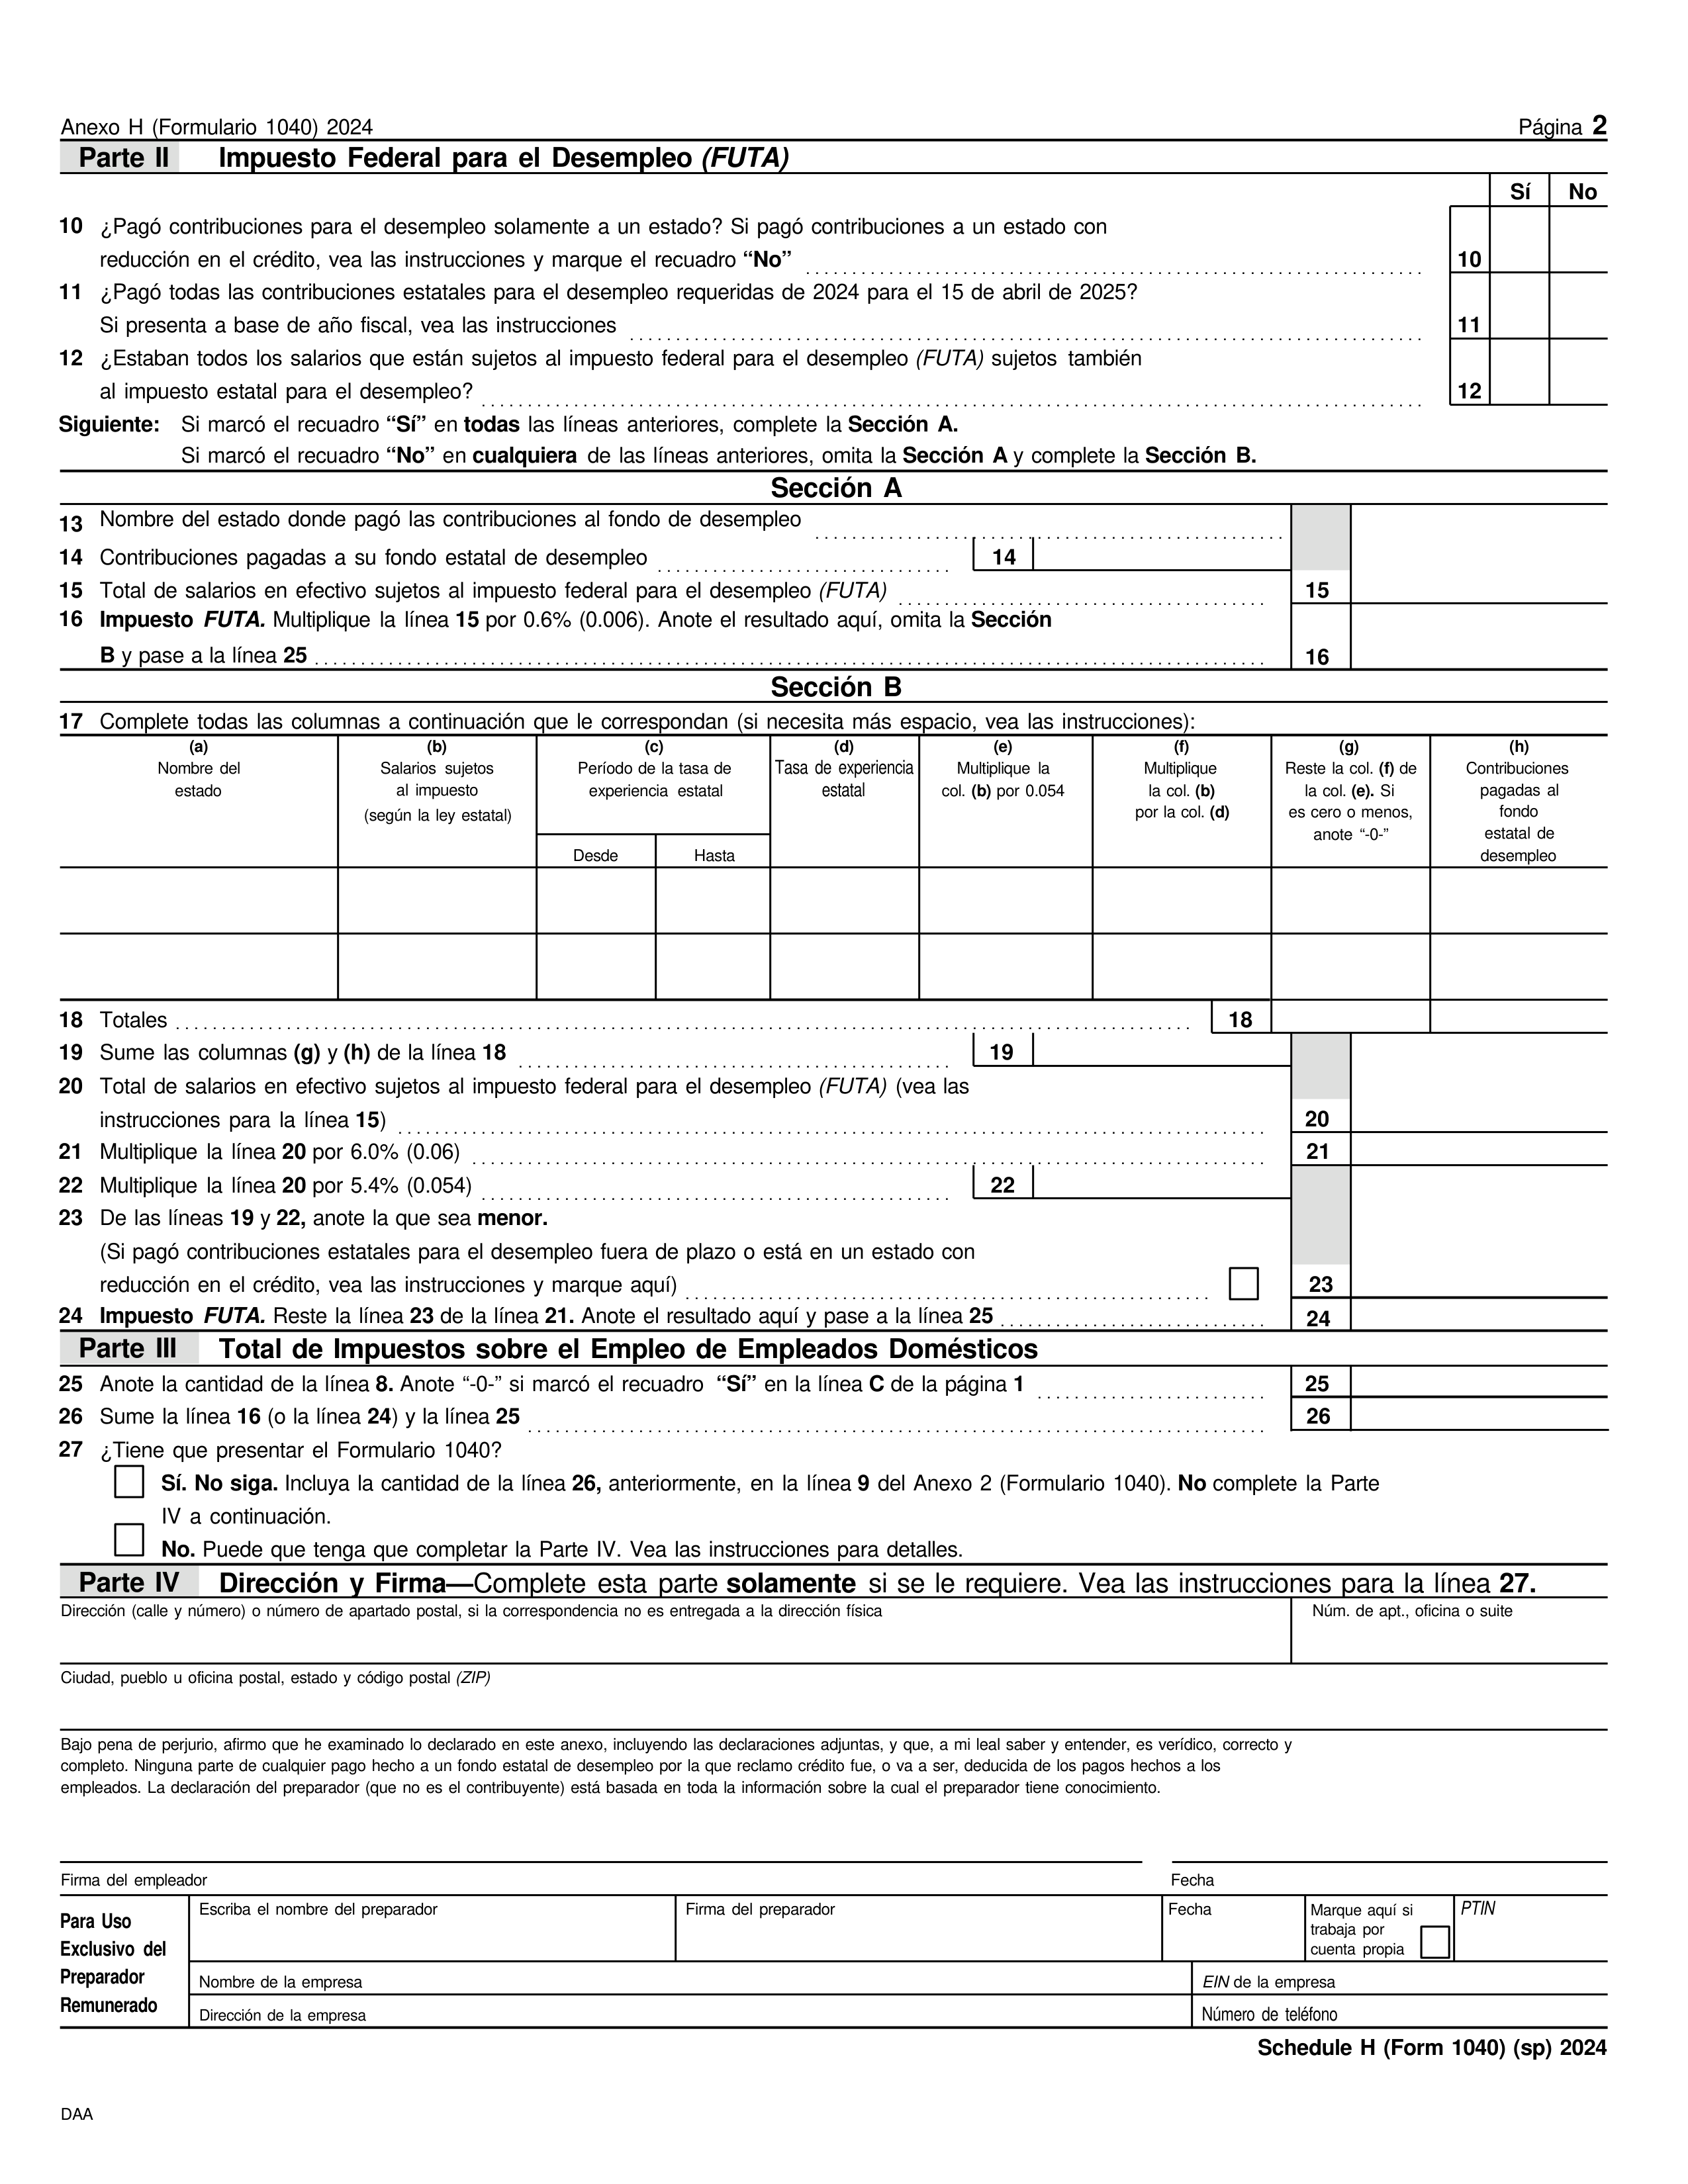 Anexo H (Formulario 1040) 2024 Página 2
Parte II Impuesto Federal para el Desempleo (FUTA)
Sí No
10 ¿Pagó contribuciones para el desempleo solamente a un estado? Si pagó contribuciones a un estado con
reducción en el crédito, vea las instrucciones y marque el recuadro “No” 10
11 ¿Pagó todas las contribuciones estatales para el desempleo requeridas de 2024 para el 15 de abril de 2025?
Si presenta a base de año fiscal, vea las instrucciones 11
12 ¿Estaban todos los salarios que están sujetos al impuesto federal para el desempleo (FUTA) sujetos también
al impuesto estatal para el desempleo? 12
Siguiente: Si marcó el recuadro “Sí” en todas las líneas anteriores, complete la Sección A.
Si marcó el recuadro “No” en cualquiera de las líneas anteriores, omita la Sección A y complete la Sección B.
Sección A
13 Nombre del estado donde pagó las contribuciones al fondo de desempleo
14 Contribuciones pagadas a su fondo estatal de desempleo 14
15 Total de salarios en efectivo sujetos al impuesto federal para el desempleo (FUTA) 15
16 Impuesto FUTA. Multiplique la línea 15 por 0.6% (0.006). Anote el resultado aquí, omita la Sección
B y pase a la línea 25 16
Sección B
17 Complete todas las columnas a continuación que le correspondan (si necesita más espacio, vea las instrucciones):
(a) (b) (c) (d) (e) (f) (g) (h)
Nombre del Salarios sujetos Período de la tasa de Tasa de experiencia Multiplique la Multiplique Reste la col. (f) de Contribuciones
estado al impuesto experiencia estatal estatal col. (b) por 0.054 la col. (b) la col. (e). Si pagadas al
(según la ley estatal) por la col. (d) es cero o menos, fondo
anote “-0-” estatal de
Desde Hasta desempleo
18 Totales 18
19 Sume las columnas (g) y (h) de la línea 18 19
20 Total de salarios en efectivo sujetos al impuesto federal para el desempleo (FUTA) (vea las
instrucciones para la línea 15) 20
21 Multiplique la línea 20 por 6.0% (0.06) 21
22 Multiplique la línea 20 por 5.4% (0.054) 22
23 De las líneas 19 y 22, anote la que sea menor.
(Si pagó contribuciones estatales para el desempleo fuera de plazo o está en un estado con
reducción en el crédito, vea las instrucciones y marque aquí) 23
24 Impuesto FUTA. Reste la línea 23 de la línea 21. Anote el resultado aquí y pase a la línea 25 24
Parte III Total de Impuestos sobre el Empleo de Empleados Domésticos
25 Anote la cantidad de la línea 8. Anote “-0-” si marcó el recuadro “Sí” en la línea C de la página 1 25
26 Sume la línea 16 (o la línea 24) y la línea 25 26
27 ¿Tiene que presentar el Formulario 1040?
Sí. No siga. Incluya la cantidad de la línea 26, anteriormente, en la línea 9 del Anexo 2 (Formulario 1040). No complete la Parte
IV a continuación.
No. Puede que tenga que completar la Parte IV. Vea las instrucciones para detalles.
Parte IV Dirección y Firma—Complete esta parte solamente si se le requiere. Vea las instrucciones para la línea 27.
Dirección (calle y número) o número de apartado postal, si la correspondencia no es entregada a la dirección física Núm. de apt., oficina o suite
Ciudad, pueblo u oficina postal, estado y código postal (ZIP)
Bajo pena de perjurio, afirmo que he examinado lo declarado en este anexo, incluyendo las declaraciones adjuntas, y que, a mi leal saber y entender, es verídico, correcto y
completo. Ninguna parte de cualquier pago hecho a un fondo estatal de desempleo por la que reclamo crédito fue, o va a ser, deducida de los pagos hechos a los
empleados. La declaración del preparador (que no es el contribuyente) está basada en toda la información sobre la cual el preparador tiene conocimiento.
Firma del empleador Fecha
Para Uso Exclusivo del Preparador Remunerado
Escriba el nombre del preparador Firma del preparador Fecha Marque aquí si trabaja por cuenta propia PTIN
Nombre de la empresa EIN de la empresa
Dirección de la empresa Número de teléfono
Schedule H (Form 1040) (sp) 2024
DAA